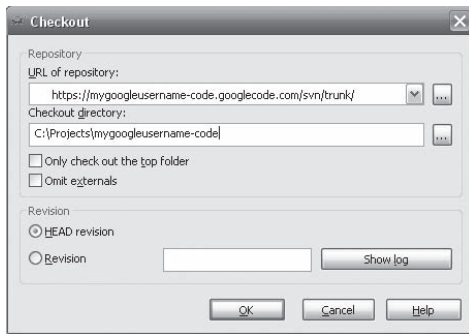 Checkout
Repository
URL of repository:
https://mygoogleusername-code.googlecode.com/svn/trunk/
...
Checkout directory:
C:\Projects\mygoogleusername-code
...
Only check out the top folder
Omit externals
Revision
HEAD revision
Revision
Show log
OK
Cancel
Help